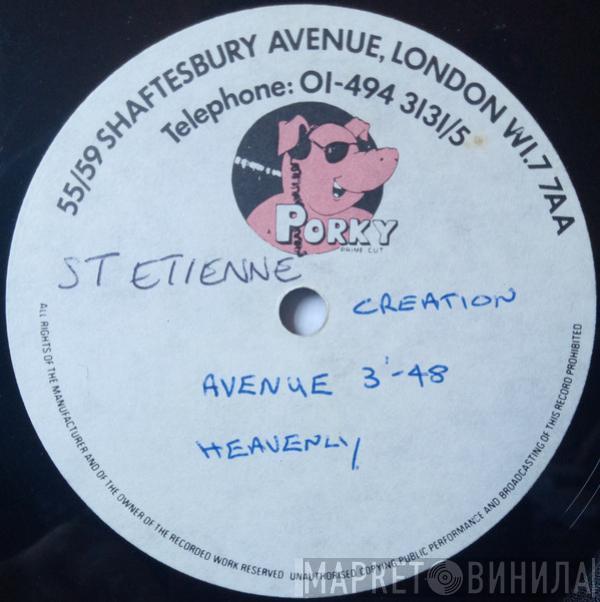 55/59 SHAFTESBURY AVENUE, LONDON W1.7 7AA
Telephone: 01-494 3131/5
PORKY
PRIME CUT
ST ETIENNE
CREATION
AVENUE 3'-48
HEAVENLY
ALL RIGHTS OF THE MANUFACTURER AND OF THE OWNER OF THE RECORDED WORK RESERVED UNAUTHORISED COPYING PUBLIC PERFORMANCE AND BROADCASTING OF THIS RECORD PROHIBITED
МАРКЕТ ВИНИЛА